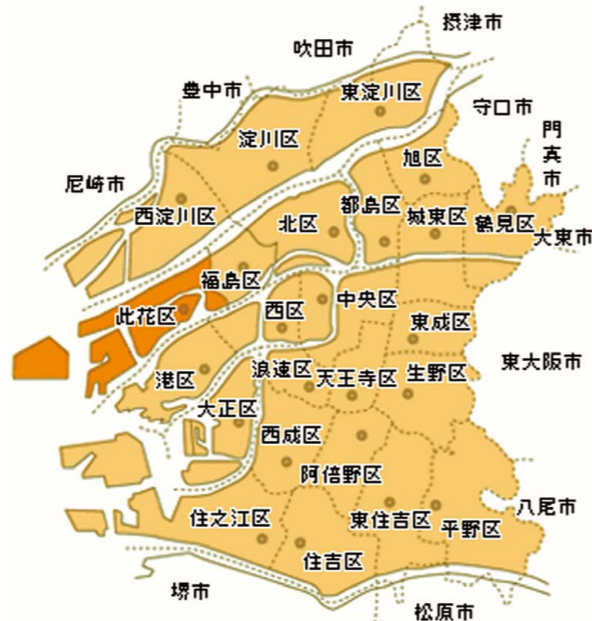 摂津市
吹田市
東淀川区
豊中市
守口市
淀川区
門真市
旭区
尼崎市
西淀川区
都島区
城東区
鶴見区
北区
大東市
福島区
此花区
西区
中央区
東成区
東大阪市
港区
浪速区
天王寺区
生野区
大正区
西成区
阿倍野区
八尾市
住之江区
東住吉区
平野区
住吉区
堺市
松原市